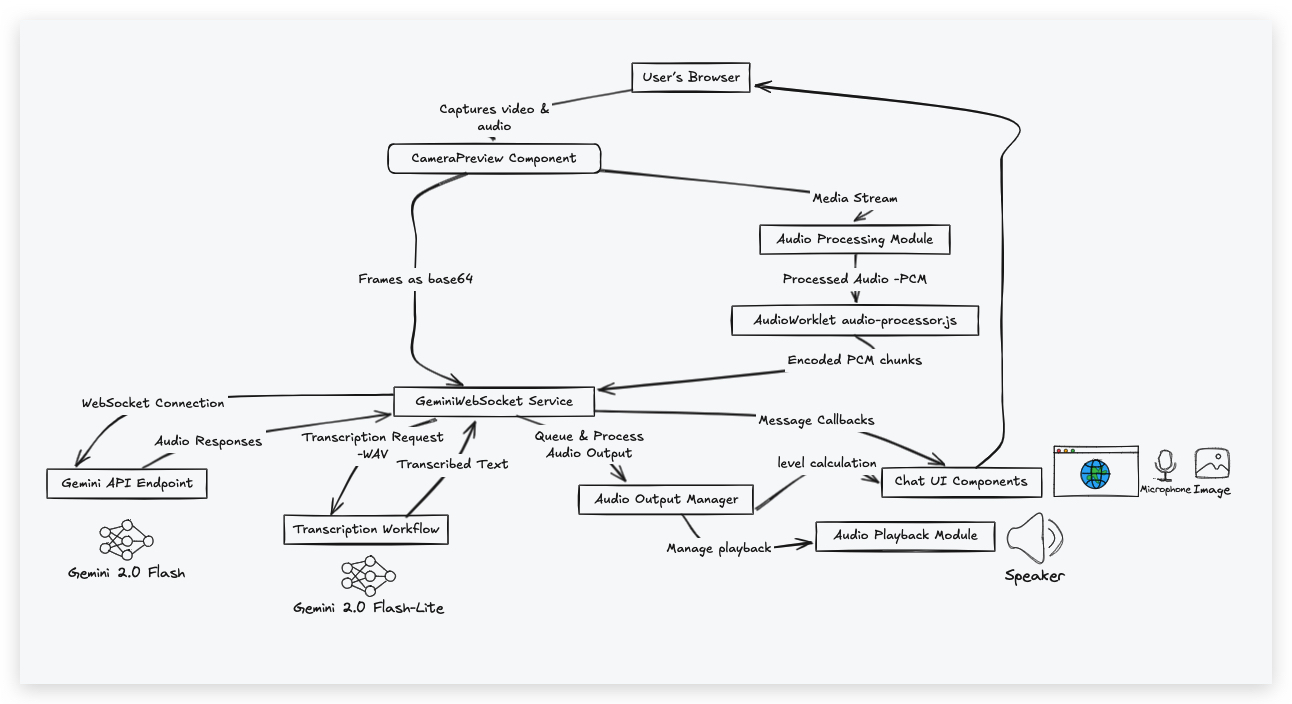 User's Browser
Captures video &
audio
CameraPreview Component
Media Stream
Audio Processing Module
Frames as base64
Processed Audio -PCM
AudioWorklet audio-processor.js
Encoded PCM chunks
GeminiWebSocket Service
WebSocket Connection
Message Callbacks
Audio Responses
Transcription Request
-WAV
Transcribed Text
Queue & Process
Audio Output
level calculation
Gemini API Endpoint
Chat UI Components
Microphone
Image
Audio Output Manager
Transcription Workflow
Audio Playback Module
Manage playback
Gemini 2.0 Flash
Speaker
Gemini 2.0 Flash-Lite